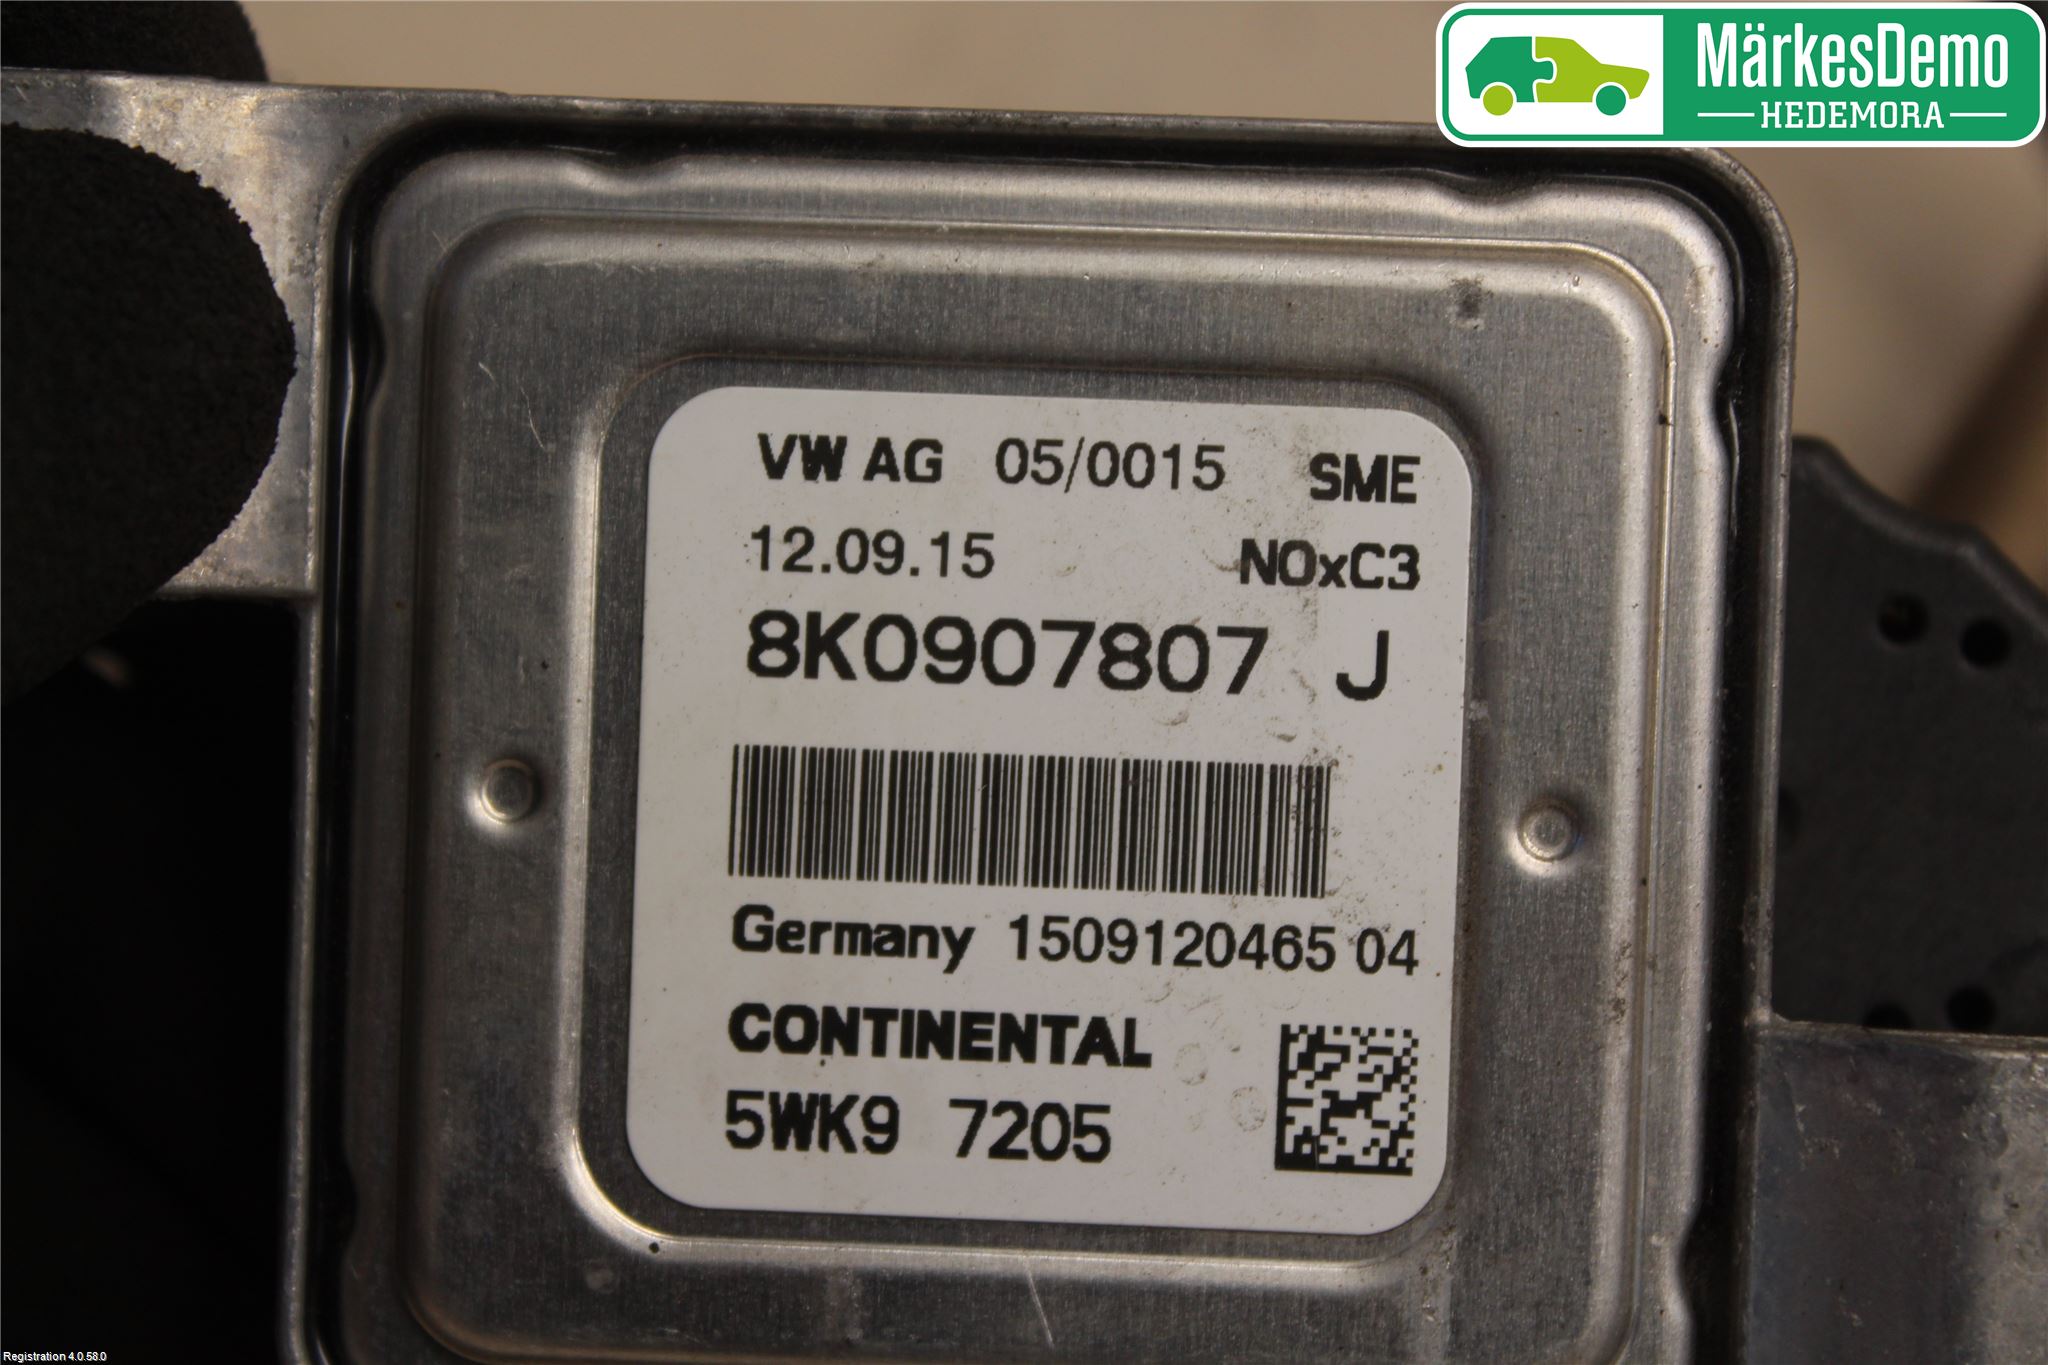 MärkesDemo
HEDEMORA
VW AG 05/0015 SME
12.09.15 NOxC3
8K0907807 J
Germany 1509120465 04
CONTINENTAL
5WK9 7205
Registration 4.0.58.0